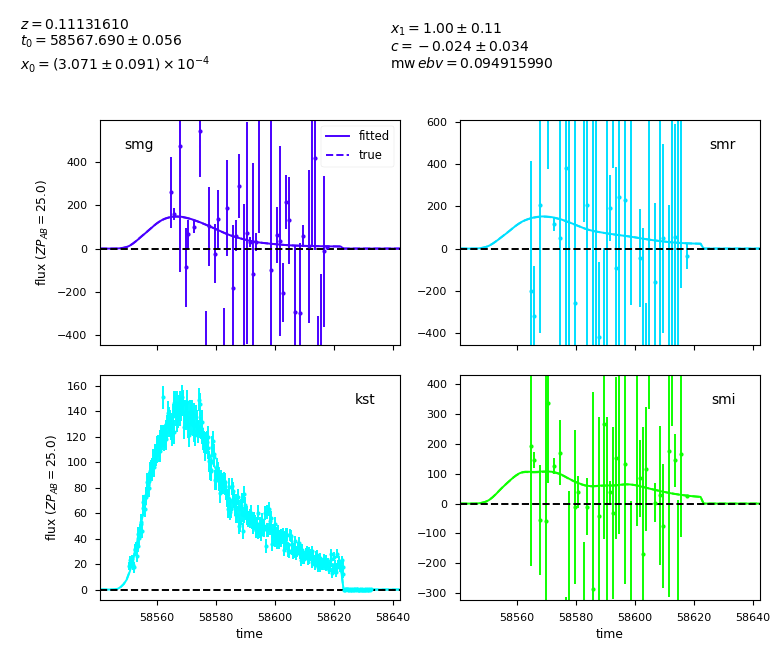 z = 0.11131610
t₀ = 58567.690 ± 0.056
x₀ = (3.071 ± 0.091) × 10⁻⁴
x₁ = 1.00 ± 0.11
c = −0.024 ± 0.034
mw ebv = 0.094915990
smg
fitted
true
400
200
0
−200
−400
flux (ZP_AB = 25.0)
smr
600
400
200
0
−200
−400
kst
160
140
120
100
80
60
40
20
0
flux (ZP_AB = 25.0)
58560 58580 58600 58620 58640
time
smi
400
300
200
100
0
−100
−200
−300
58560 58580 58600 58620 58640
time